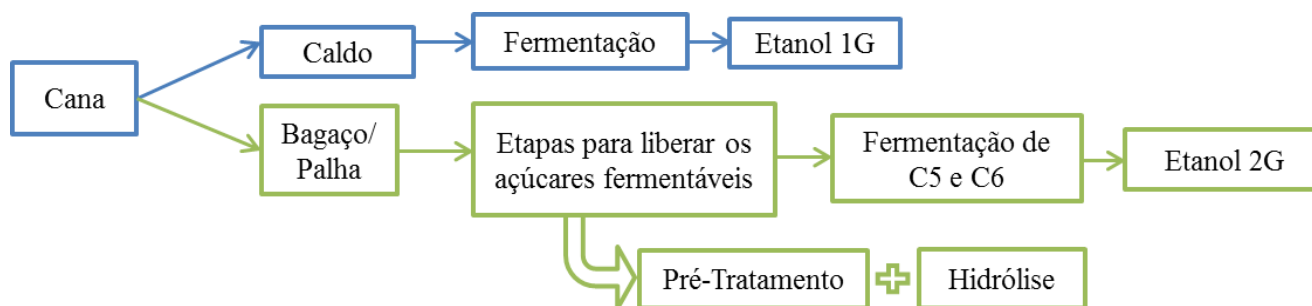 Cana
Caldo
Fermentação
Etanol 1G
Bagaço/
Palha
Etapas para liberar os
açúcares fermentáveis
Fermentação de
C5 e C6
Etanol 2G
Pré-Tratamento
Hidrólise